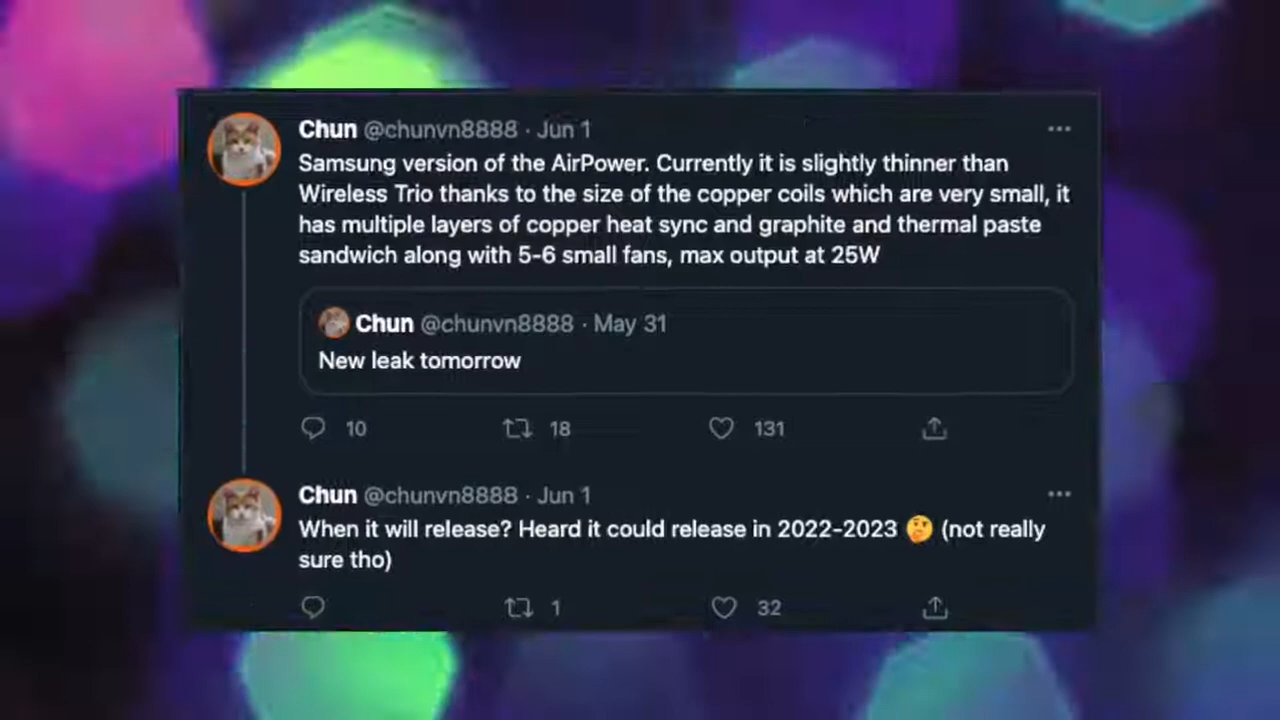 Chun @chunvn8888 · Jun 1
Samsung version of the AirPower. Currently it is slightly thinner than
Wireless Trio thanks to the size of the copper coils which are very small, it
has multiple layers of copper heat sync and graphite and thermal paste
sandwich along with 5-6 small fans, max output at 25W
Chun @chunvn8888 · May 31
New leak tomorrow
10 18 131
Chun @chunvn8888 · Jun 1
When it will release? Heard it could release in 2022-2023 🤔 (not really
sure tho)
1 32